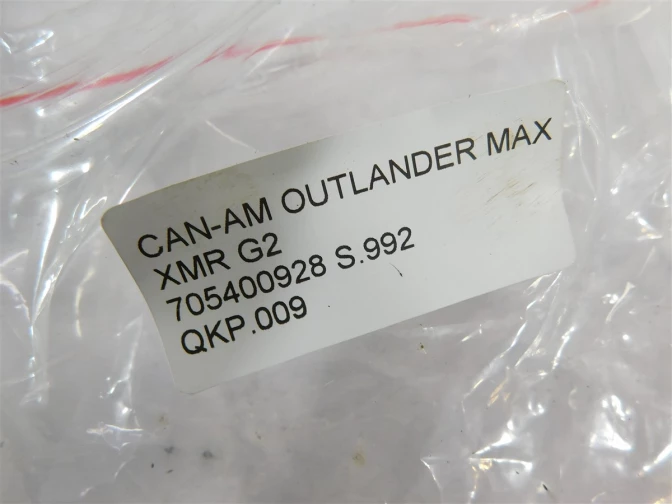 CAN-AM OUTLANDER MAX
XMR G2
705400928 S.992
QKP.009